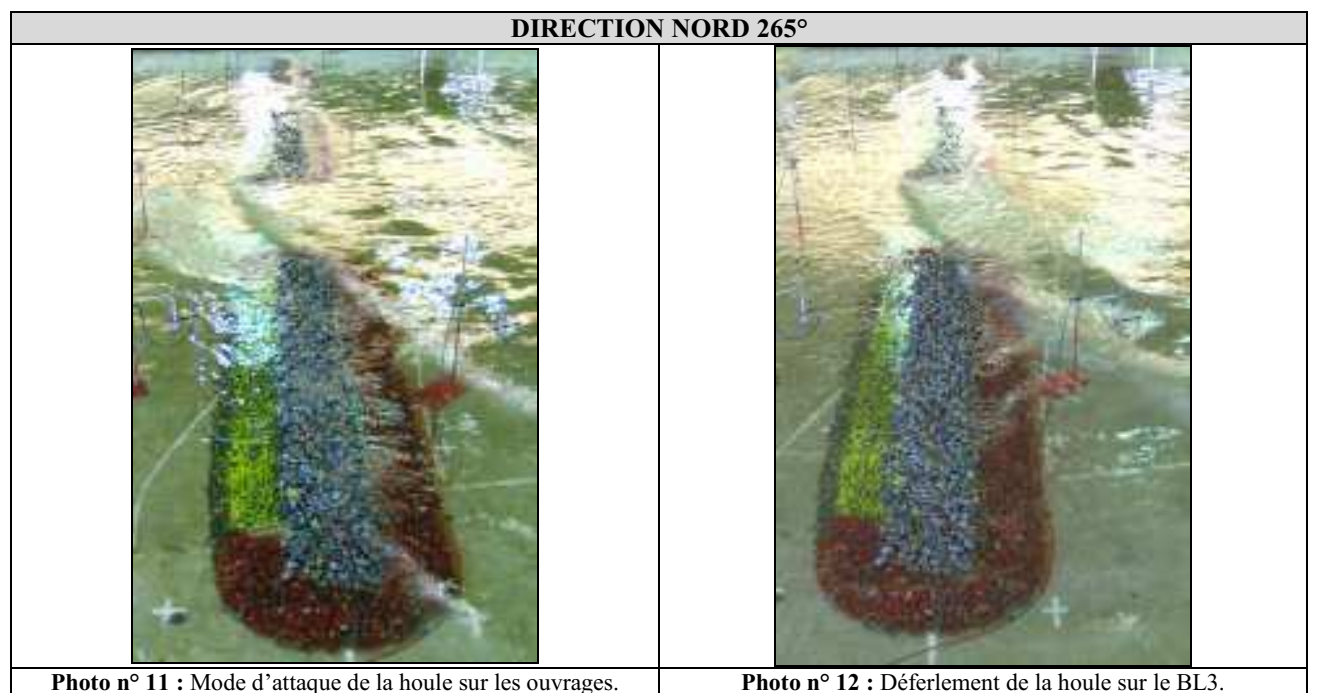 DIRECTION NORD 265°
Photo n° 11 : Mode d'attaque de la houle sur les ouvrages.
Photo n° 12 : Déferlement de la houle sur le BL3.